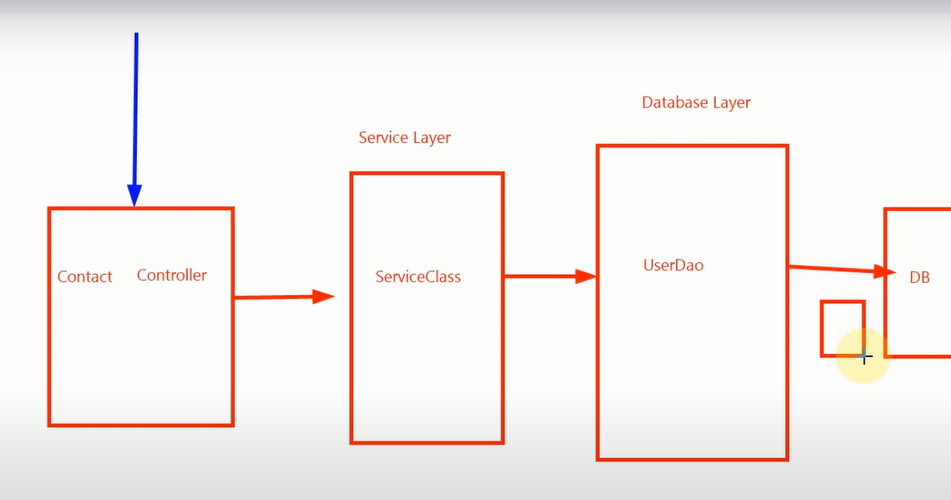 Database Layer
Service Layer
Contact Controller
ServiceClass
UserDao
DB